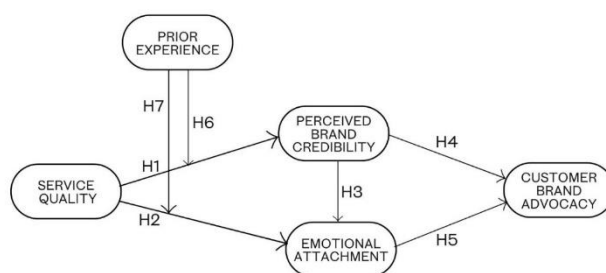 PRIOR
EXPERIENCE
H7
H6
PERCEIVED
BRAND
CREDIBILITY
H4
H1
SERVICE
QUALITY
H3
CUSTOMER
BRAND
ADVOCACY
H2
EMOTIONAL
ATTACHMENT
H5